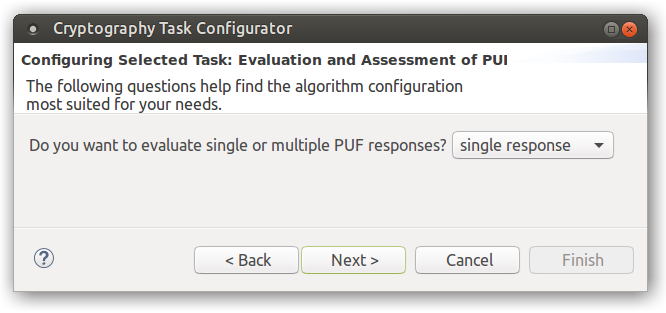 Cryptography Task Configurator
Configuring Selected Task: Evaluation and Assessment of PUI
The following questions help find the algorithm configuration
most suited for your needs.
Do you want to evaluate single or multiple PUF responses? single response
? < Back Next > Cancel Finish